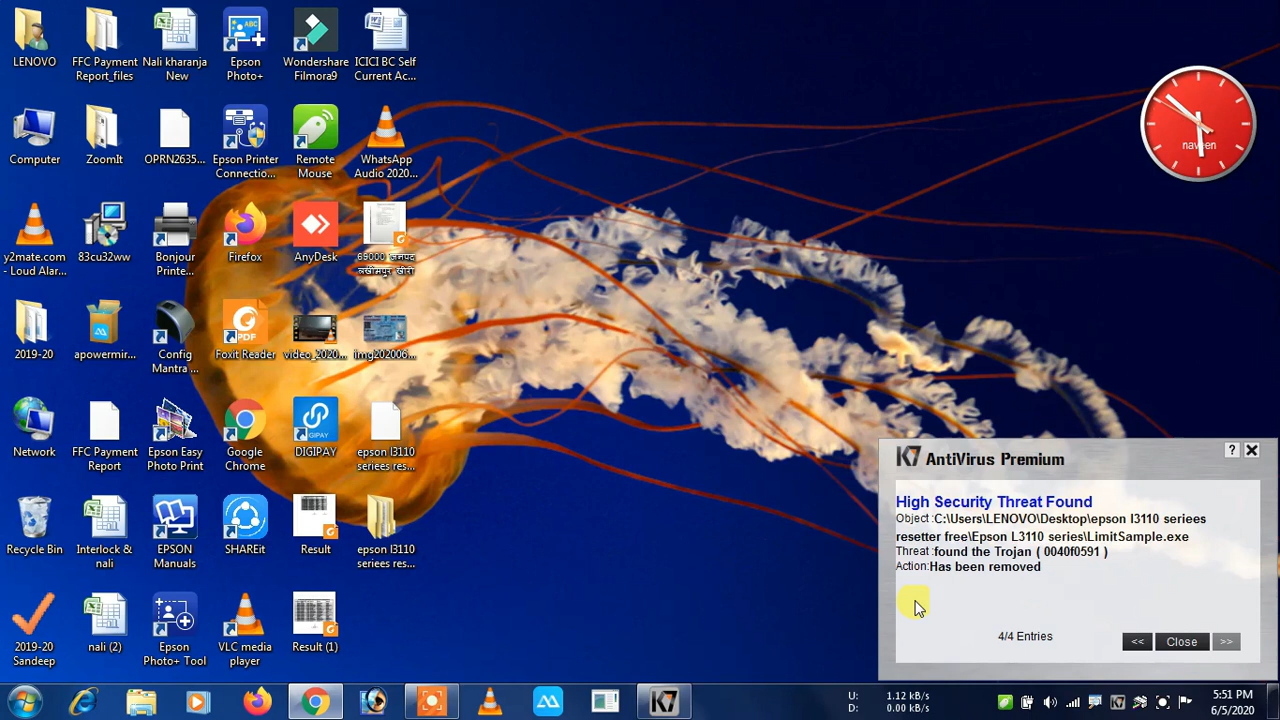 LENOVO
FFC Payment
Report_files
Nali kharanja
New
Epson
Photo+
Wondershare
Filmora9
ICICI BC Self
Current Ac...
Computer
ZoomIt
OPRN2635...
Epson Printer
Connectio...
Remote
Mouse
WhatsApp
Audio 2020...
y2mate.com
- Loud Alar...
83cu32ww
Bonjour
Printe...
Firefox
AnyDesk
69000 जनपद
लखीमपुर खीरी
2019-20
apowermir...
Config
Mantra ...
Foxit Reader
video_2020...
img202006...
Network
FFC Payment
Report
Epson Easy
Photo Print
Google
Chrome
DIGIPAY
epson l3110
seriees res...
Recycle Bin
Interlock &
nali
EPSON
Manuals
SHAREit
Result
epson l3110
seriees res...
2019-20
Sandeep
nali (2)
Epson
Photo+ Tool
VLC media
player
Result (1)
naveen
K7 AntiVirus Premium
? X
High Security Threat Found
Object :C:\Users\LENOVO\Desktop\epson l3110 seriees
resetter free\Epson L3110 series\LimitSample.exe
Threat :found the Trojan ( 0040f0591 )
Action:Has been removed
4/4 Entries
<< Close >>
U: 1.12 kB/s
D: 0.00 kB/s
5:51 PM
6/5/2020